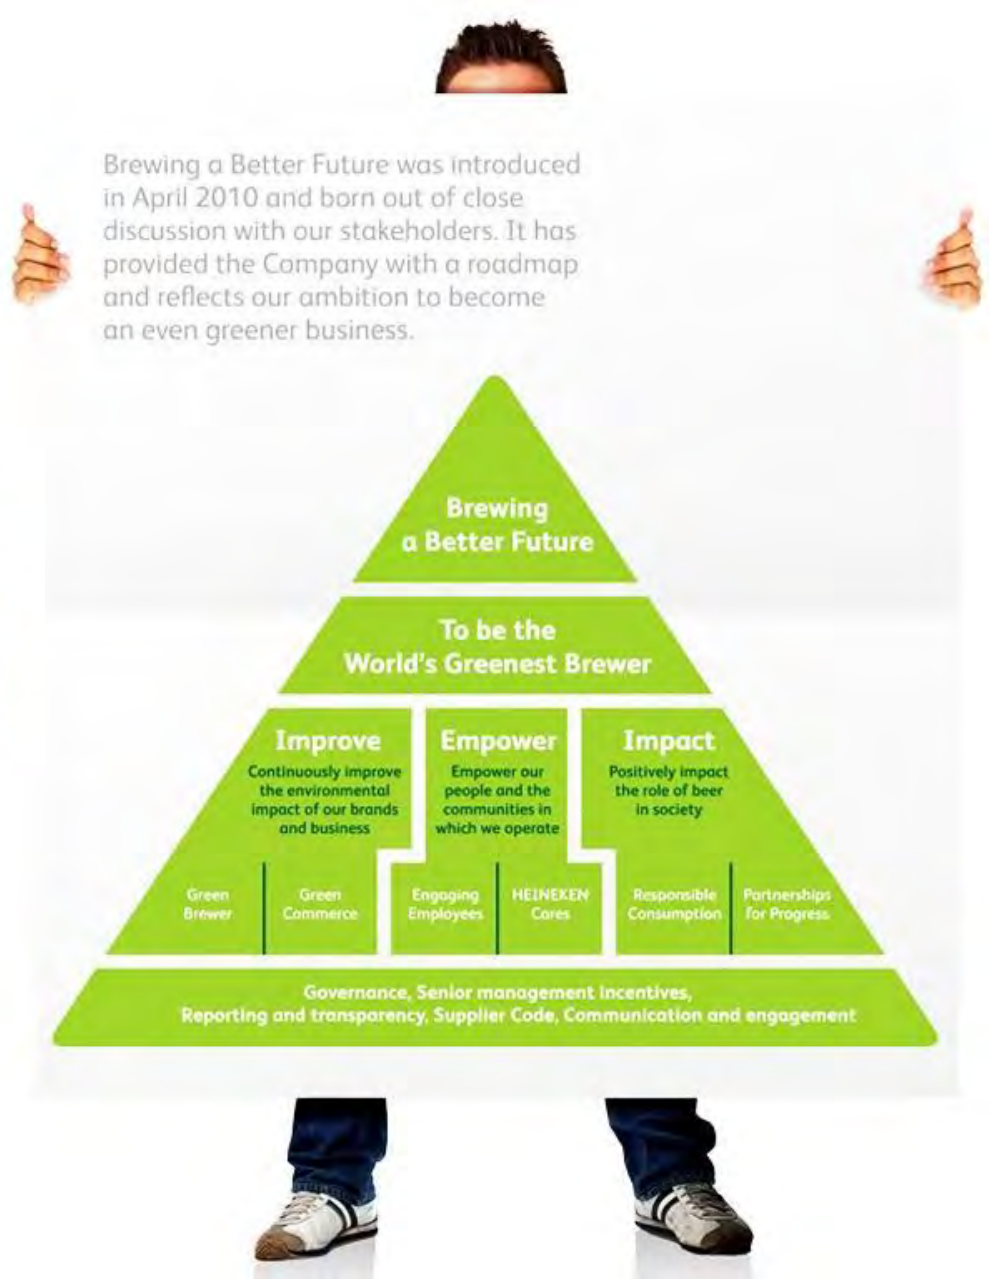 Brewing a Better Future was introduced
in April 2010 and born out of close
discussion with our stakeholders. It has
provided the Company with a roadmap
and reflects our ambition to become
an even greener business.
Brewing
a Better Future
To be the
World's Greenest Brewer
Improve
Continuously improve
the environmental
impact of our brands
and business
Empower
Empower our
people and the
communities in
which we operate
Impact
Positively impact
the role of beer
in society
Green
Brewer
Green
Commerce
Engaging
Employees
HEINEKEN
Cares
Responsible
Consumption
Partnerships
for Progress
Governance, Senior management incentives,
Reporting and transparency, Supplier Code, Communication and engagement